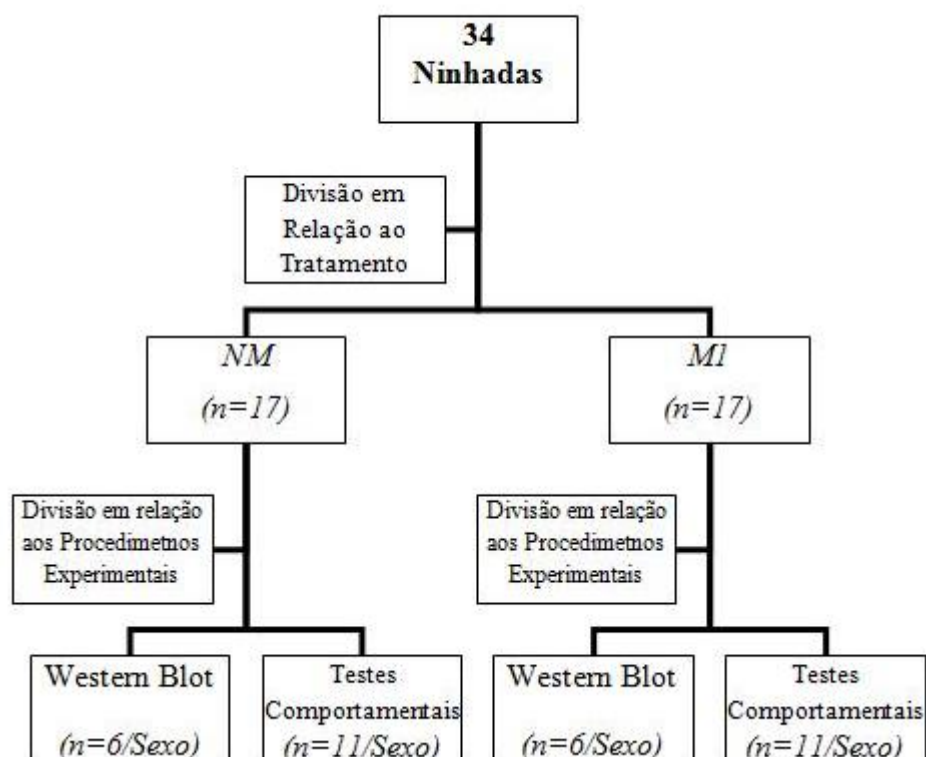 34
Ninhadas
Divisão em
Relação ao
Tratamento
NM
(n=17)
M1
(n=17)
Divisão em relação
aos Procedimetnos
Experimentais
Divisão em relação
aos Procedimetnos
Experimentais
Western Blot
(n=6/Sexo)
Testes
Comportamentais
(n=11/Sexo)
Western Blot
(n=6/Sexo)
Testes
Comportamentais
(n=11/Sexo)